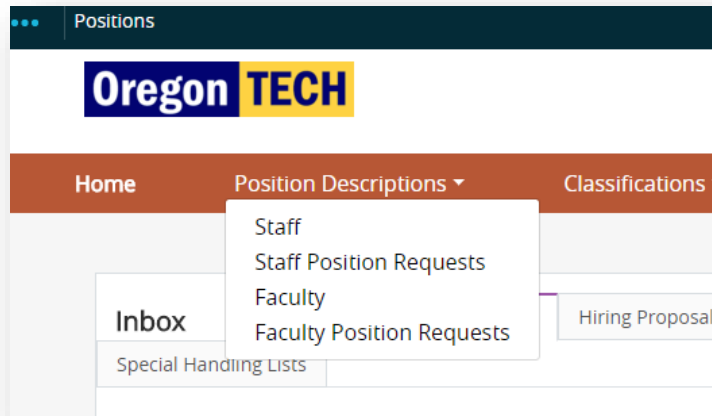 Positions
Oregon TECH
Home Position Descriptions Classifications
Staff
Staff Position Requests
Faculty
Faculty Position Requests
Inbox
Hiring Proposal
Special Handling Lists